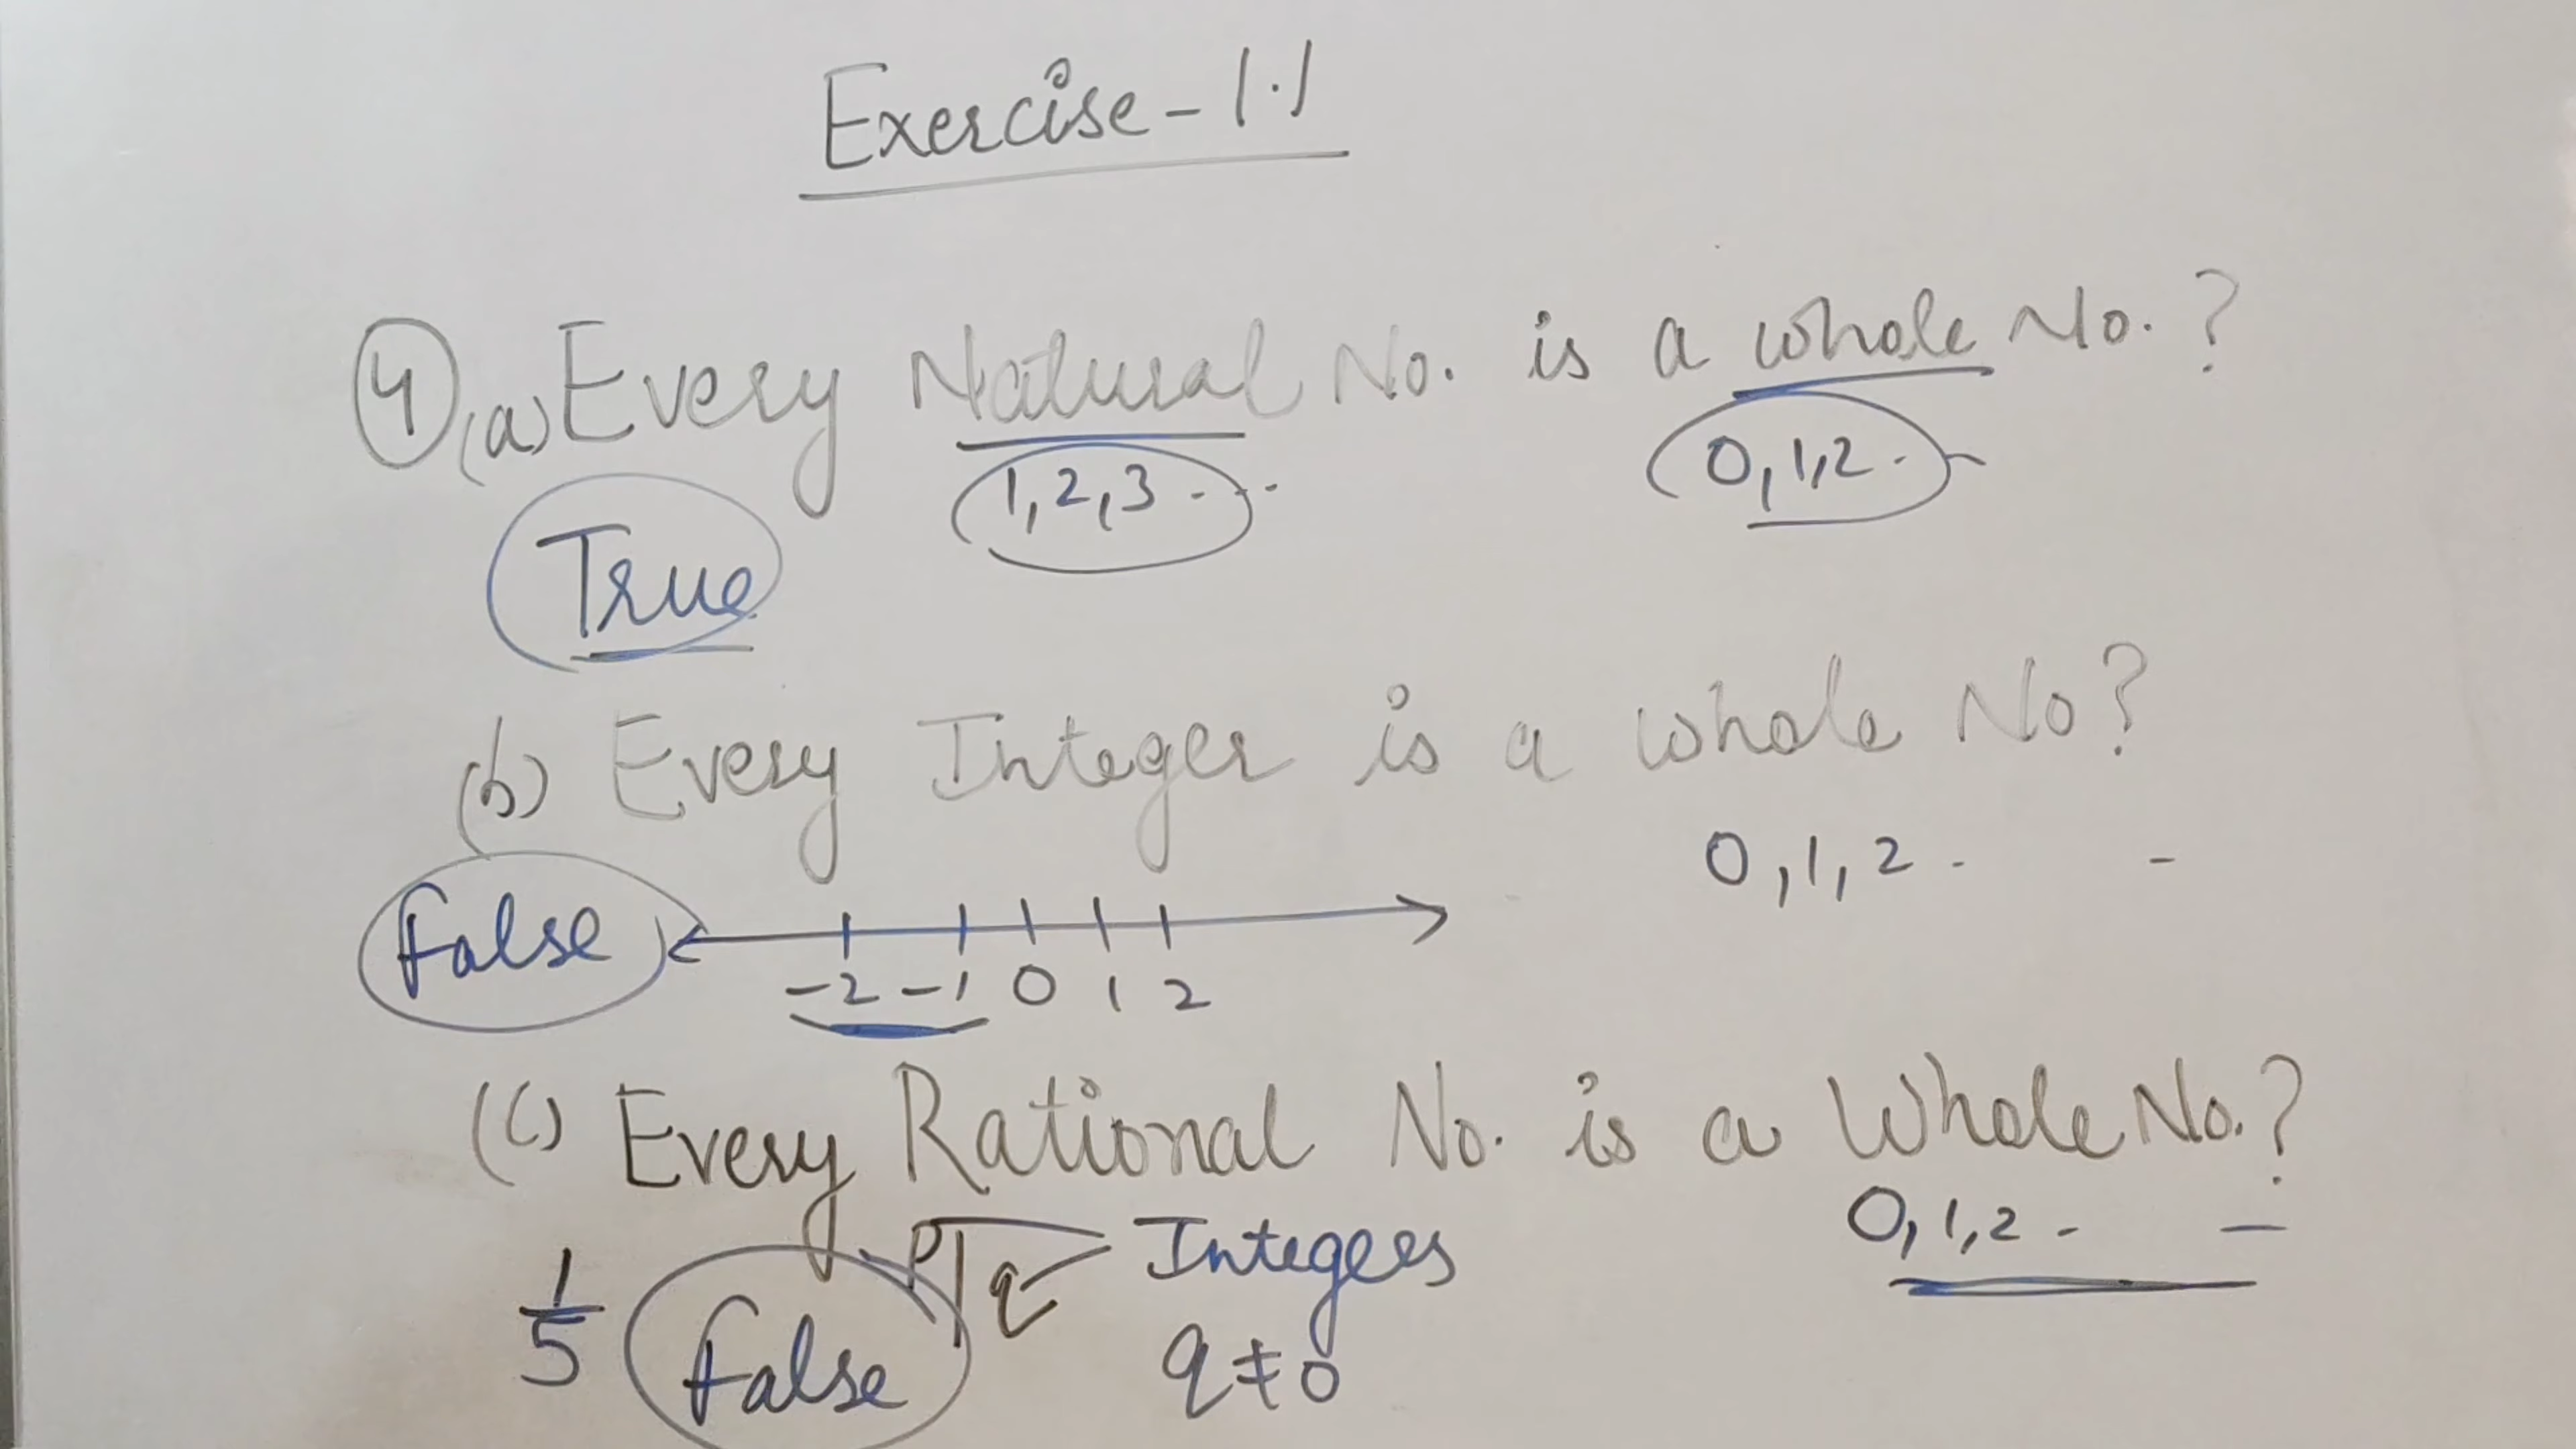 Exercise-1.1
4 (a) Every Natural No. is a whole No. ?
1,2,3 - - -
0,1,2 - -
True
(b) Every Integer is a whole No?
0,1,2 - -
False
-2 -1 0 1 2
(c) Every Rational No. is a Whole No.?
P/q Integers
0,1,2 - —
1/5 False q≠0